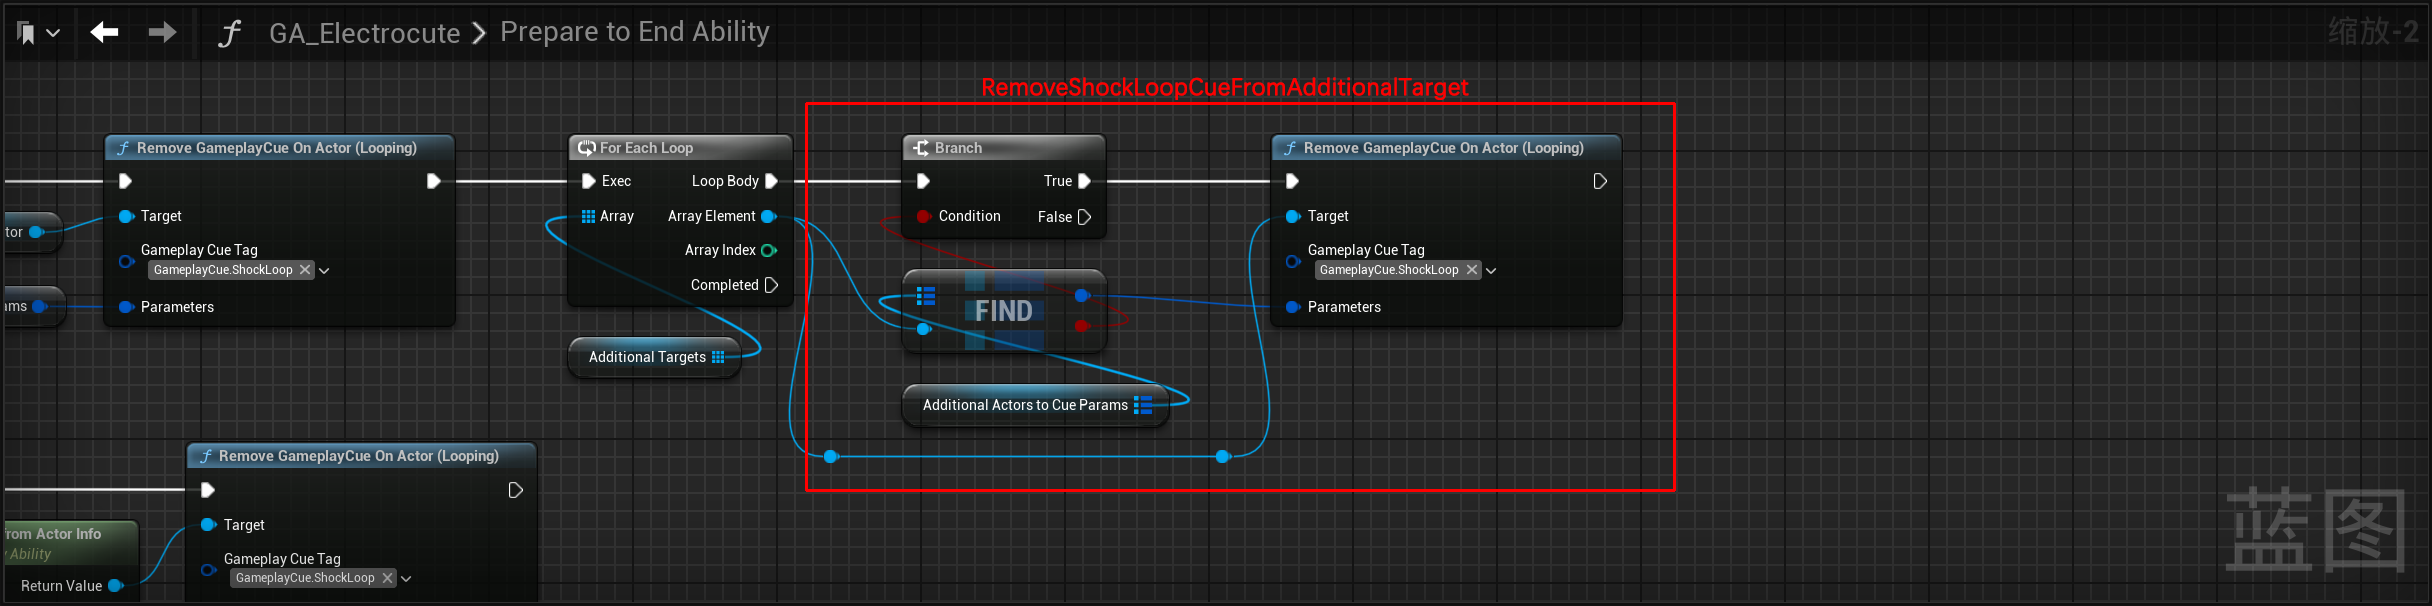 GA_Electrocute > Prepare to End Ability
缩放-2
RemoveShockLoopCueFromAdditionalTarget
Remove GameplayCue On Actor (Looping)
Target
Gameplay Cue Tag
GameplayCue.ShockLoop
Parameters
tor
ms
For Each Loop
Exec
Loop Body
Array
Array Element
Array Index
Completed
Additional Targets
Branch
True
Condition
False
FIND
Additional Actors to Cue Params
Remove GameplayCue On Actor (Looping)
Target
Gameplay Cue Tag
GameplayCue.ShockLoop
Parameters
Remove GameplayCue On Actor (Looping)
Target
Gameplay Cue Tag
GameplayCue.ShockLoop
from Actor Info
Ability
Return Value
蓝图